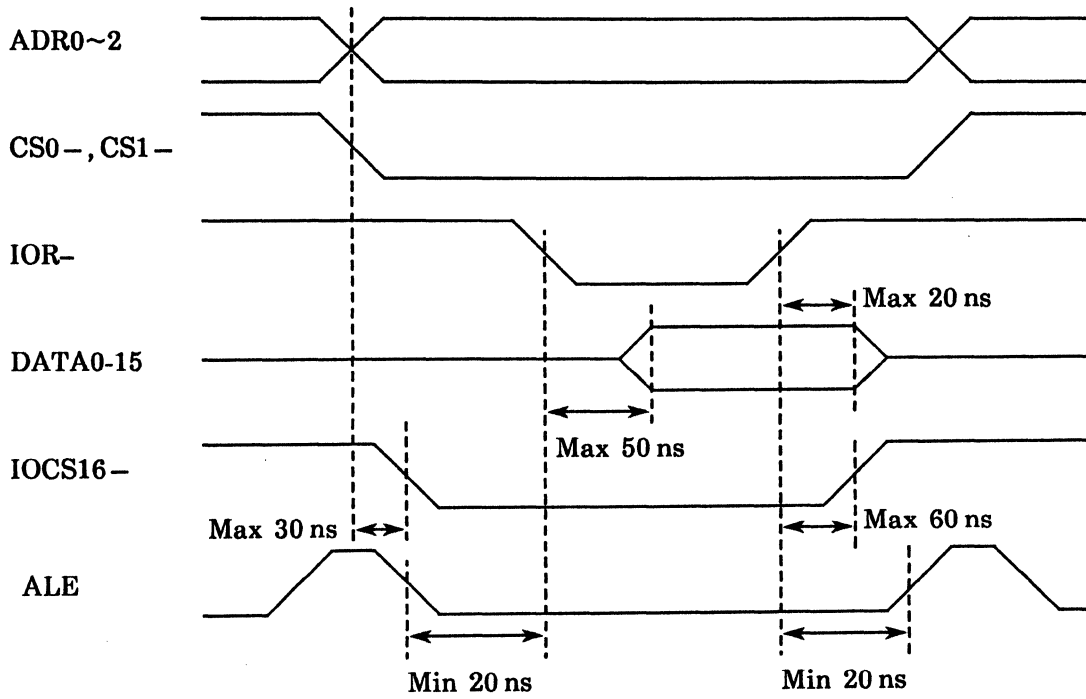 ADR0~2
CS0–, CS1–
IOR–
Max 20 ns
DATA0-15
Max 50 ns
IOCS16–
Max 30 ns
Max 60 ns
ALE
Min 20 ns
Min 20 ns